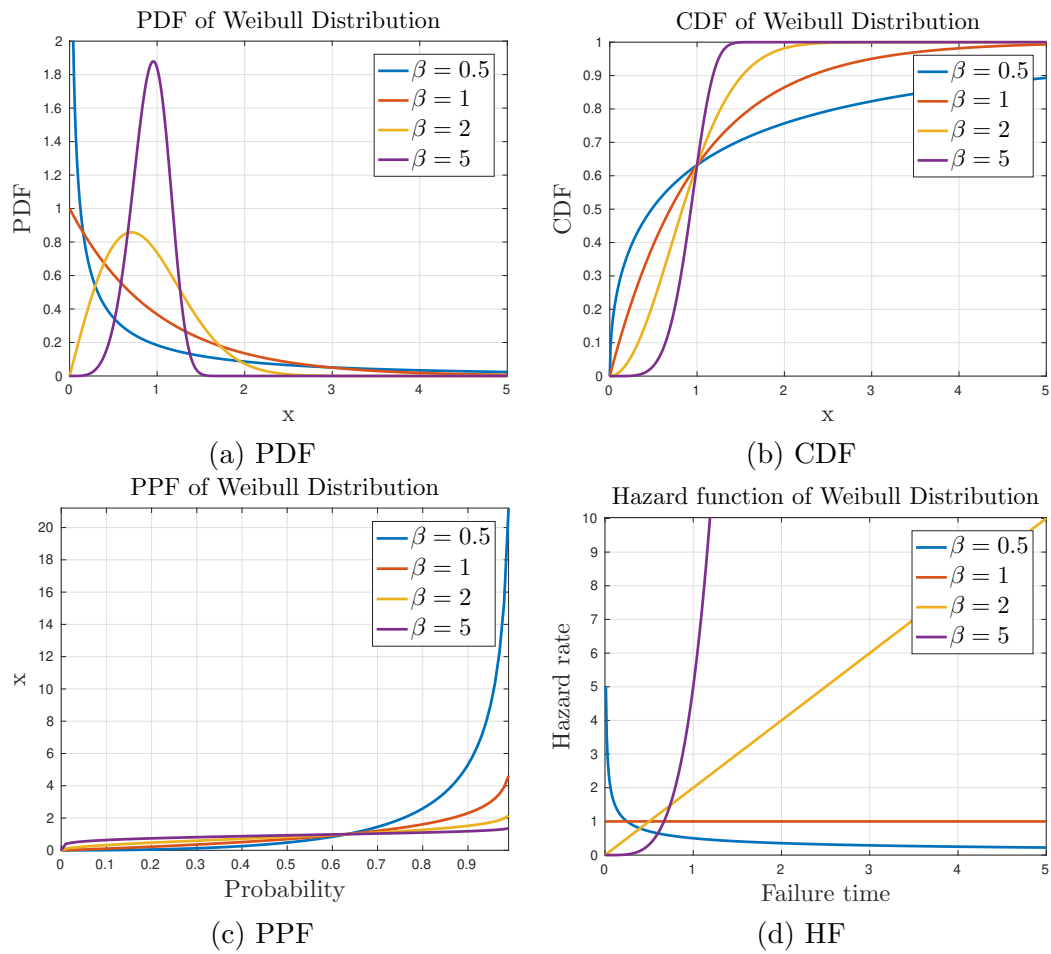 PDF of Weibull Distribution
2
1.8
1.6
1.4
1.2
1
0.8
0.6
0.4
0.2
0
PDF
β = 0.5
β = 1
β = 2
β = 5
0 1 2 3 4 5
x
(a) PDF
CDF of Weibull Distribution
1
0.9
0.8
0.7
0.6
0.5
0.4
0.3
0.2
0.1
0
CDF
β = 0.5
β = 1
β = 2
β = 5
0 1 2 3 4 5
x
(b) CDF
PPF of Weibull Distribution
20
18
16
14
12
10
8
6
4
2
0
x
β = 0.5
β = 1
β = 2
β = 5
0 0.1 0.2 0.3 0.4 0.5 0.6 0.7 0.8 0.9
Probability
(c) PPF
Hazard function of Weibull Distribution
10
9
8
7
6
5
4
3
2
1
0
Hazard rate
β = 0.5
β = 1
β = 2
β = 5
0 1 2 3 4 5
Failure time
(d) HF